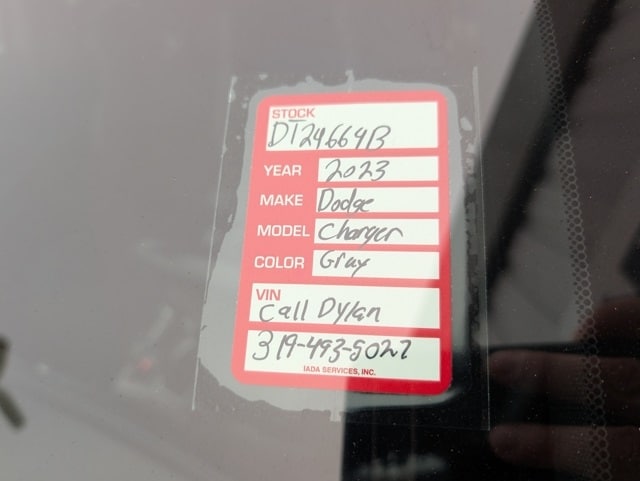 STOCK
DT24664B
YEAR 2023
MAKE Dodge
MODEL Charger
COLOR Gray
VIN
Call Dylan
319-493-5027
IADA SERVICES, INC.